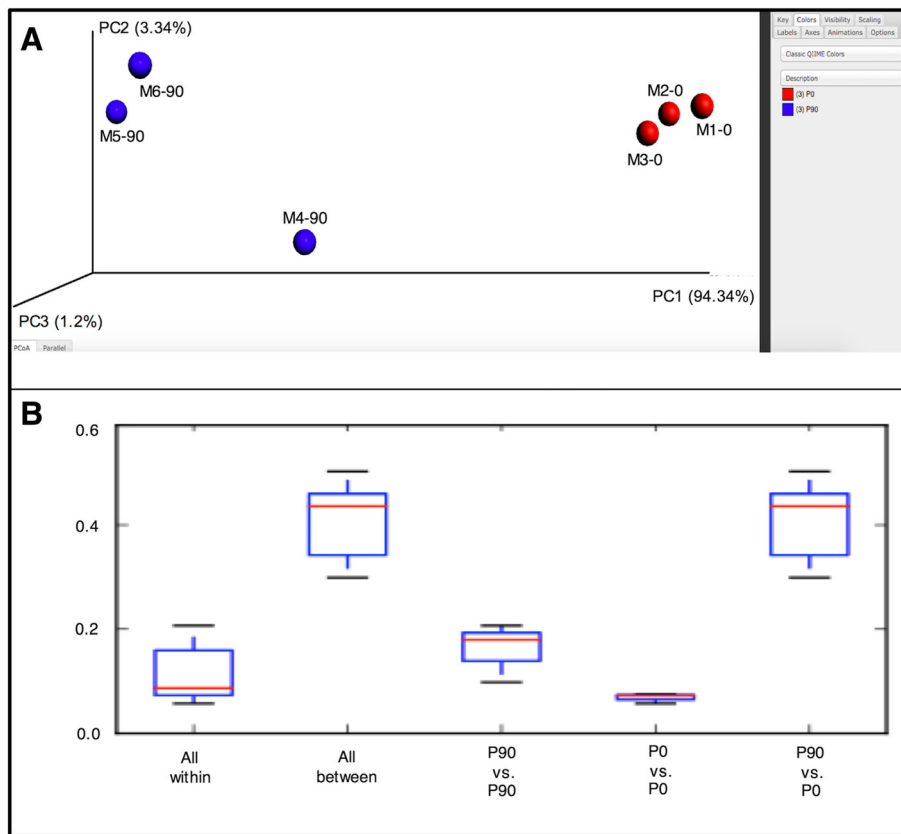 A
PC2 (3.34%)
M6-90
M5-90
M4-90
M2-0
M1-0
M3-0
PC1 (94.34%)
PC3 (1.2%)
PCoA Parallel
Key Colors Visibility Scaling
Labels Axes Animations Options
Classic QIIME Colors
Description
(3) P0
(3) P90
B
0.6
0.4
0.2
0.0
All
within
All
between
P90
vs.
P90
P0
vs.
P0
P90
vs.
P0